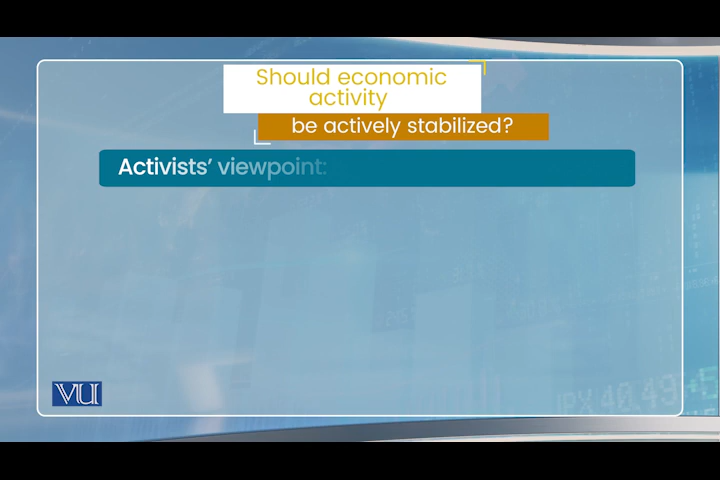 Should economic
activity
be actively stabilized?
Activists’ viewpoint:
VU